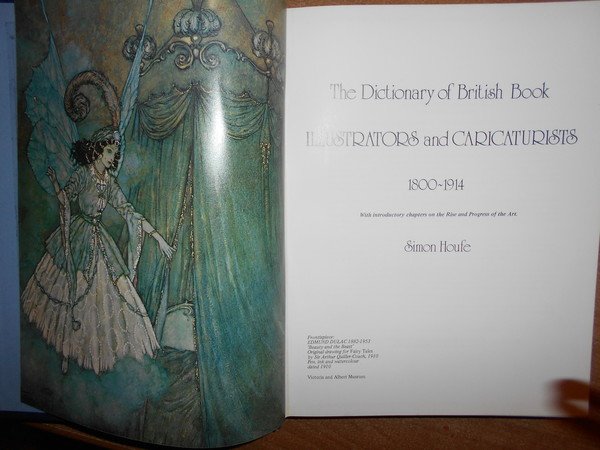 The Dictionary of British Book
ILLUSTRATORS and CARICATURISTS
1800~1914
With introductory chapters on the Rise and Progress of the Art.
Simon Houfe
Frontispiece:
EDMUND DULAC 1882-1953
'Beauty and the Beast'
Original drawing for Fairy Tales
by Sir Arthur Quiller-Couch, 1910
Pen, ink and watercolour
dated 1910
Victoria and Albert Museum